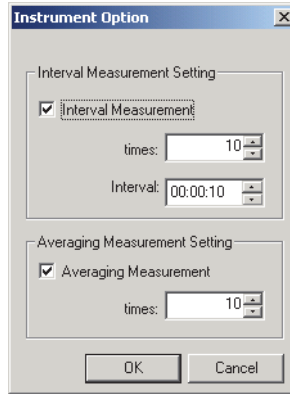 Instrument Option
Interval Measurement Setting
Interval Measurement
times: 10
Interval: 00:00:10
Averaging Measurement Setting
Averaging Measurement
times: 10
OK Cancel